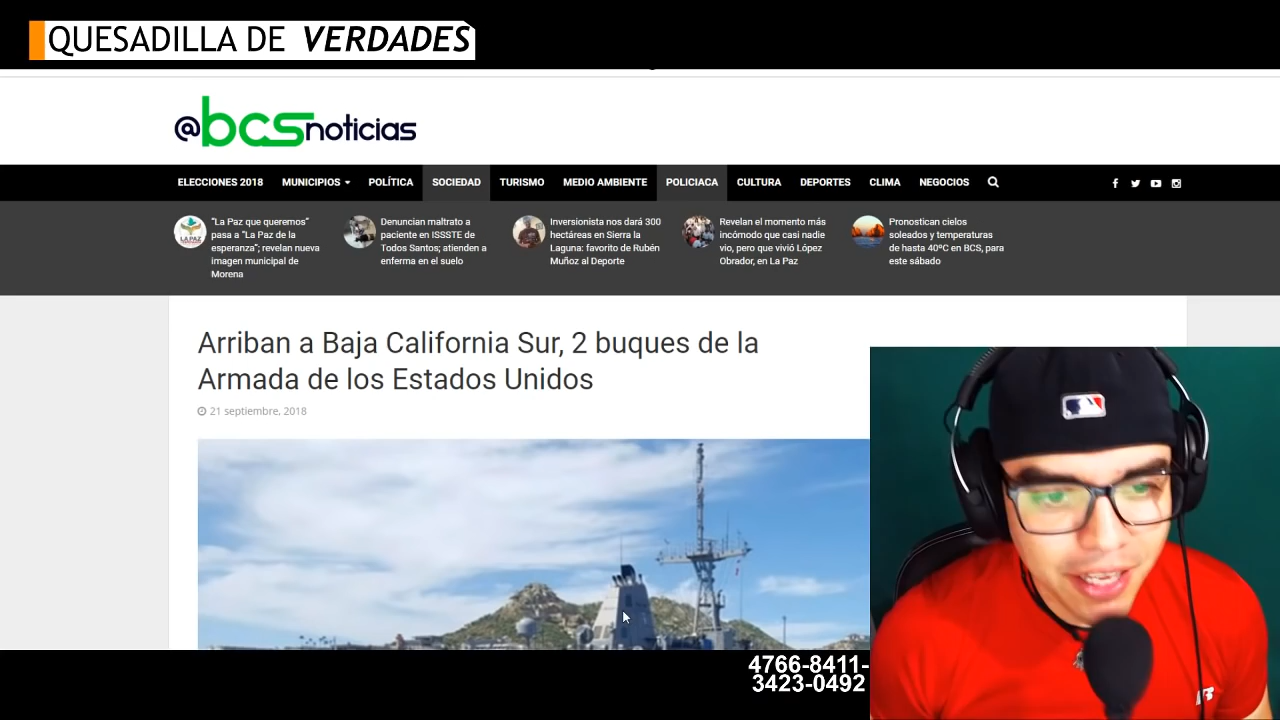 QUESADILLA DE VERDADES
@bcsnoticias
ELECCIONES 2018 MUNICIPIOS POLÍTICA SOCIEDAD TURISMO MEDIO AMBIENTE POLICIACA CULTURA DEPORTES CLIMA NEGOCIOS
"La Paz que queremos"
pasa a "La Paz de la
esperanza"; revelan nueva
imagen municipal de
Morena
Denuncian maltrato a
paciente en ISSSTE de
Todos Santos; atienden a
enferma en el suelo
Inversionista nos dará 300
hectáreas en Sierra la
Laguna: favorito de Rubén
Muñoz al Deporte
Revelan el momento más
incómodo que casi nadie
vio, pero que vivió López
Obrador, en La Paz
Pronostican cielos
soleados y temperaturas
de hasta 40ºC en BCS, para
este sábado
LA PAZ
Arriban a Baja California Sur, 2 buques de la
Armada de los Estados Unidos
21 septiembre, 2018
4766-8411-
3423-0492